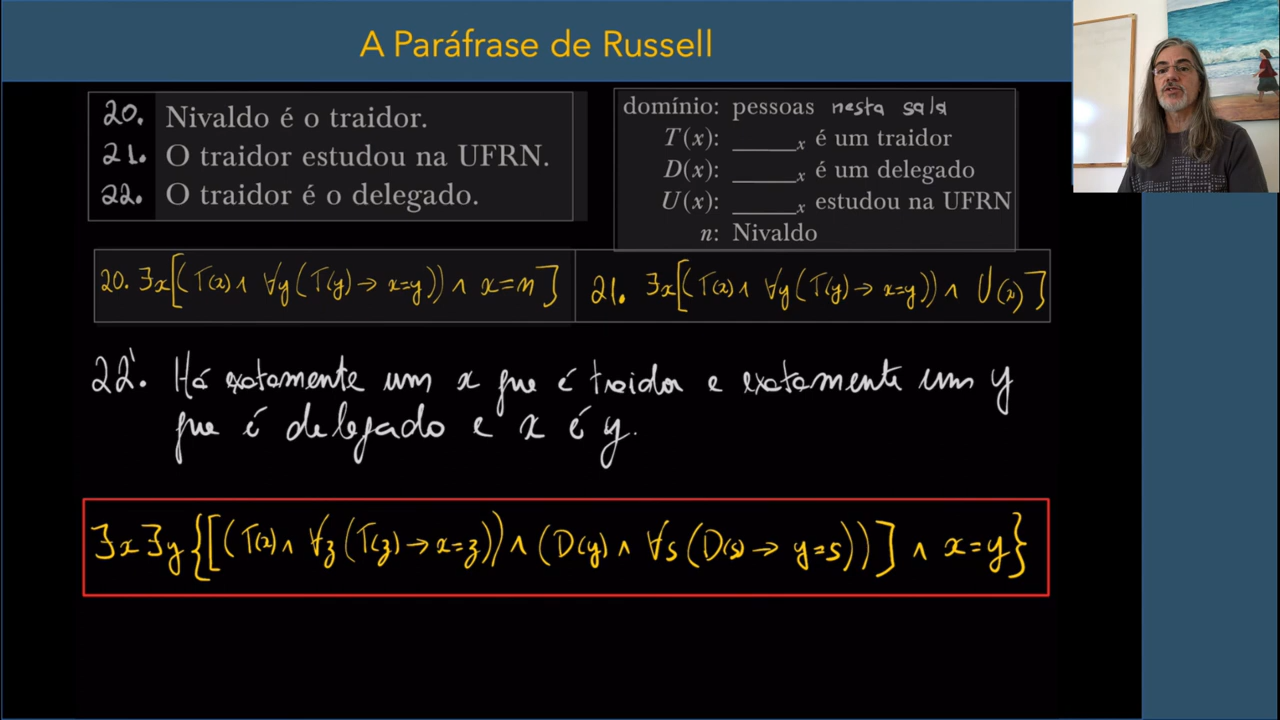 A Paráfrase de Russell
20. Nivaldo é o traidor.
21. O traidor estudou na UFRN.
22. O traidor é o delegado.
domínio: pessoas nesta sala
T(x): ______x é um traidor
D(x): ______x é um delegado
U(x): ______x estudou na UFRN
n: Nivaldo
20. ∃x[(T(x) ∧ ∀y(T(y) → x=y)) ∧ x=n]
21. ∃x[(T(x) ∧ ∀y(T(y) → x=y)) ∧ U(x)]
22'. Há exatamente um x que é traidor e exatamente um y
que é delegado e x é y.
∃x∃y{[(T(x) ∧ ∀z(T(z) → x=z)) ∧ (D(y) ∧ ∀s(D(s) → y=s))] ∧ x=y}